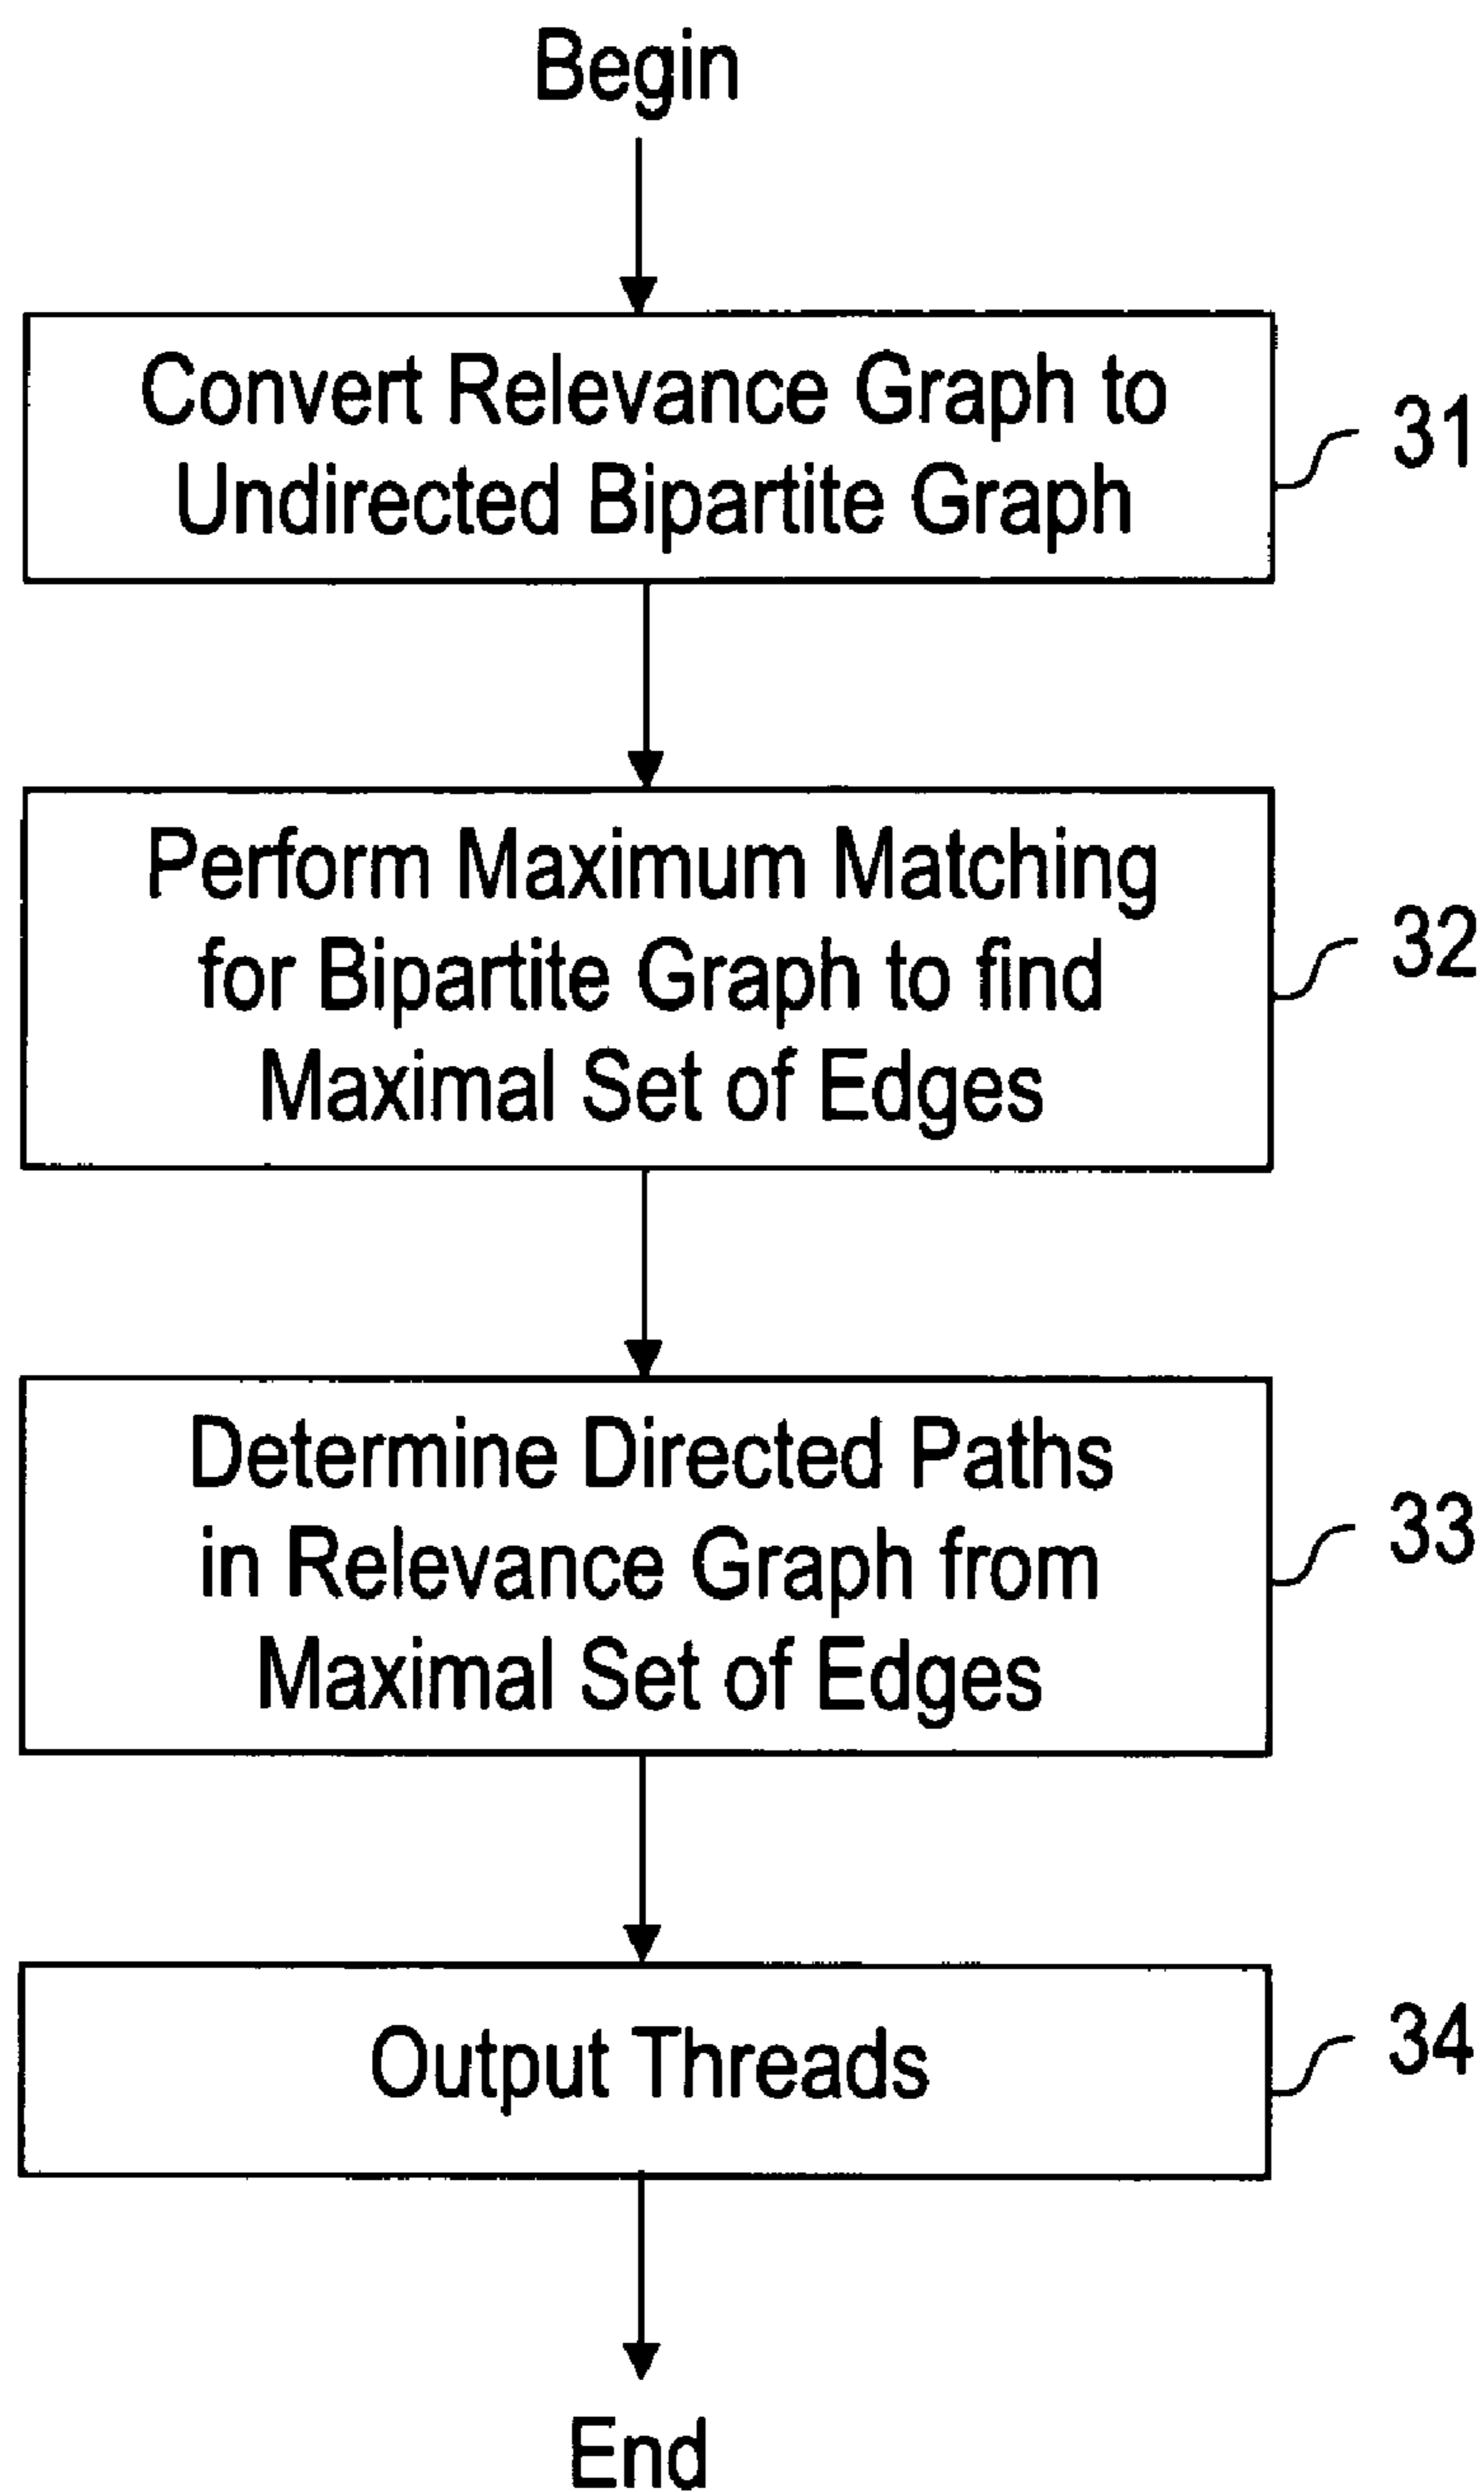 Begin
Convert Relevance Graph to
Undirected Bipartite Graph
31
Perform Maximum Matching
for Bipartite Graph to find
Maximal Set of Edges
32
Determine Directed Paths
in Relevance Graph from
Maximal Set of Edges
33
Output Threads
34
End